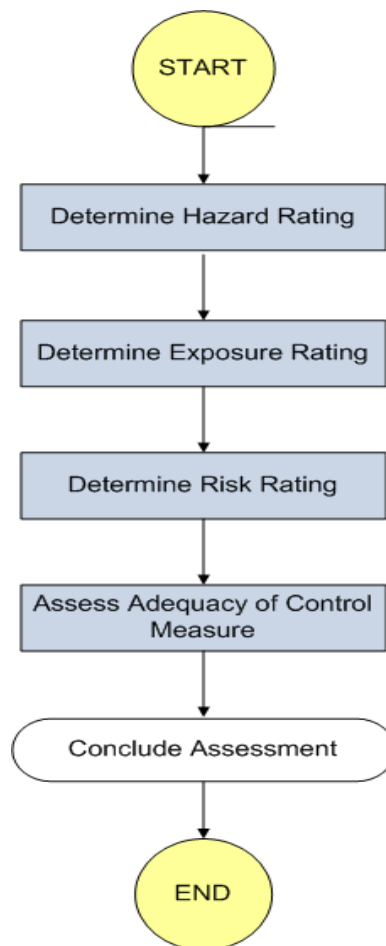 START
Determine Hazard Rating
Determine Exposure Rating
Determine Risk Rating
Assess Adequacy of Control
Measure
Conclude Assessment
END